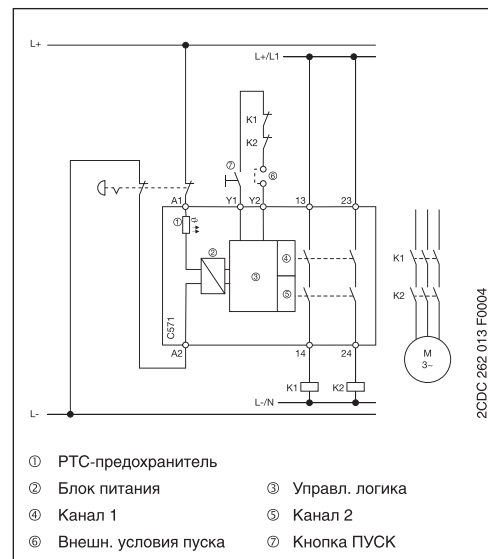 L+
L+/L1
K1
K2
⑦
⑥
A1
Y1
Y2
13
23
①
②
③
④
⑤
C571
A2
14
24
K1
K2
L-/N
L-
K1
K2
M
3~
2CDC 262 013 F0004
① PTC-предохранитель
② Блок питания
③ Управл. логика
④ Канал 1
⑤ Канал 2
⑥ Внешн. условия пуска
⑦ Кнопка ПУСК